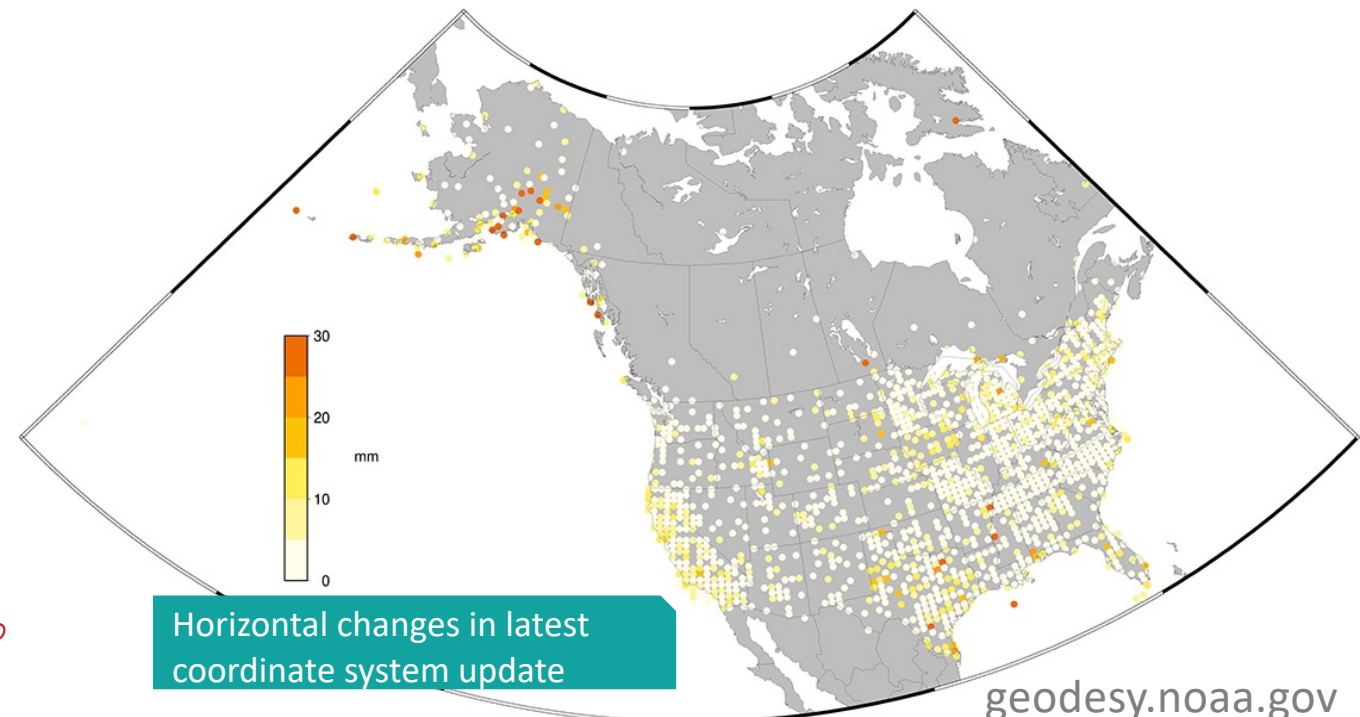 30
20
mm
10
0
Horizontal changes in latest
coordinate system update
geodesy.noaa.gov